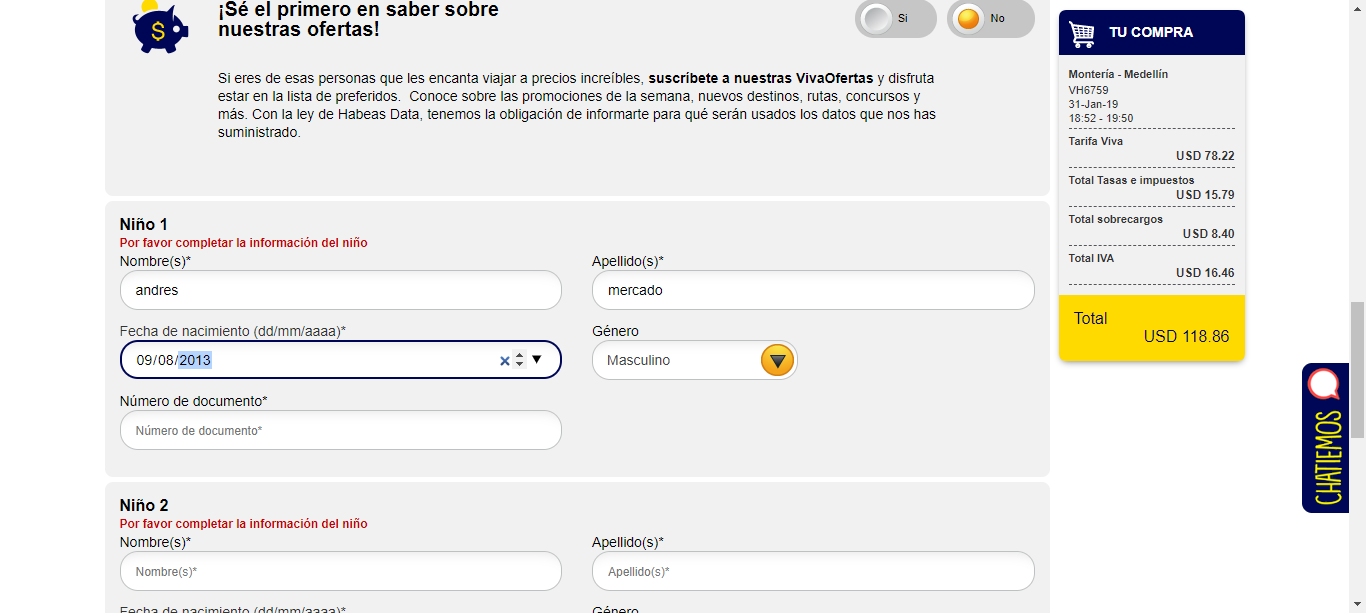 ¡Sé el primero en saber sobre
nuestras ofertas!
Si
No
Si eres de esas personas que les encanta viajar a precios increíbles, suscríbete a nuestras VivaOfertas y disfruta
estar en la lista de preferidos.  Conoce sobre las promociones de la semana, nuevos destinos, rutas, concursos y
más. Con la ley de Habeas Data, tenemos la obligación de informarte para qué serán usados los datos que nos has
suministrado.
Niño 1
Por favor completar la información del niño
Nombre(s)*
Apellido(s)*
andres
mercado
Fecha de nacimiento (dd/mm/aaaa)*
Género
09/08/2013
Masculino
Número de documento*
Número de documento*
Niño 2
Por favor completar la información del niño
Nombre(s)*
Apellido(s)*
Nombre(s)*
Apellido(s)*
Fecha de nacimiento (dd/mm/aaaa)*
Género
TU COMPRA
Montería - Medellín
VH6759
31-Jan-19
18:52 - 19:50
Tarifa Viva
USD 78.22
Total Tasas e impuestos
USD 15.79
Total sobrecargos
USD 8.40
Total IVA
USD 16.46
Total
USD 118.86
CHATIEMOS